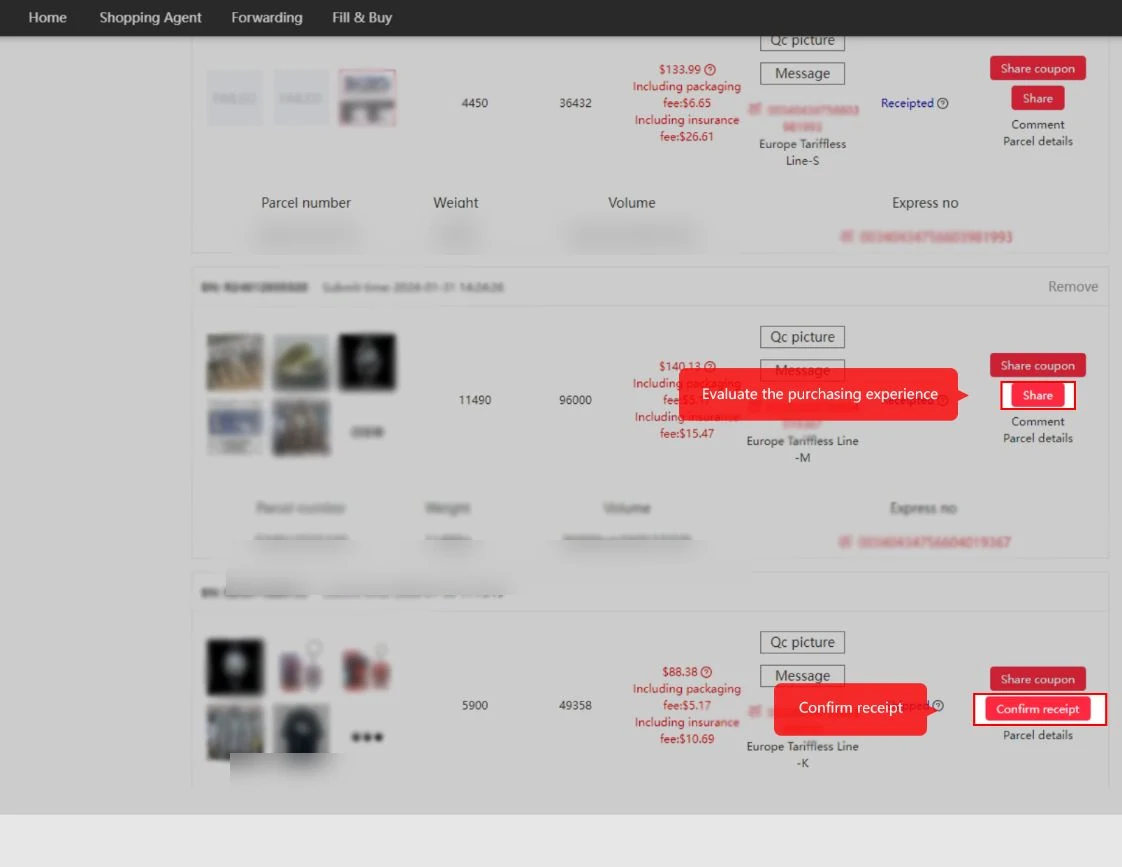 Home Shopping Agent Forwarding Fill & Buy
Qc picture
$133.99
Including packaging
fee:$6.65
Including insurance
fee:$26.61
Message
Europe Tariffless
Line-S
4450
36432
Receipted
Share coupon
Share
Comment
Parcel details
Parcel number Weight Volume Express no
Remove
11490
96000
$140.13
Including packaging
Including insurance
fee:$15.47
Qc picture
Message
Europe Tariffless Line
-M
Evaluate the purchasing experience
Share coupon
Share
Comment
Parcel details
Parcel number Weight Volume Express no
5900
49358
$88.38
Including packaging
fee:$5.17
Including insurance
fee:$10.69
Qc picture
Message
Europe Tariffless Line
-K
Confirm receipt
Share coupon
Confirm receipt
Parcel details